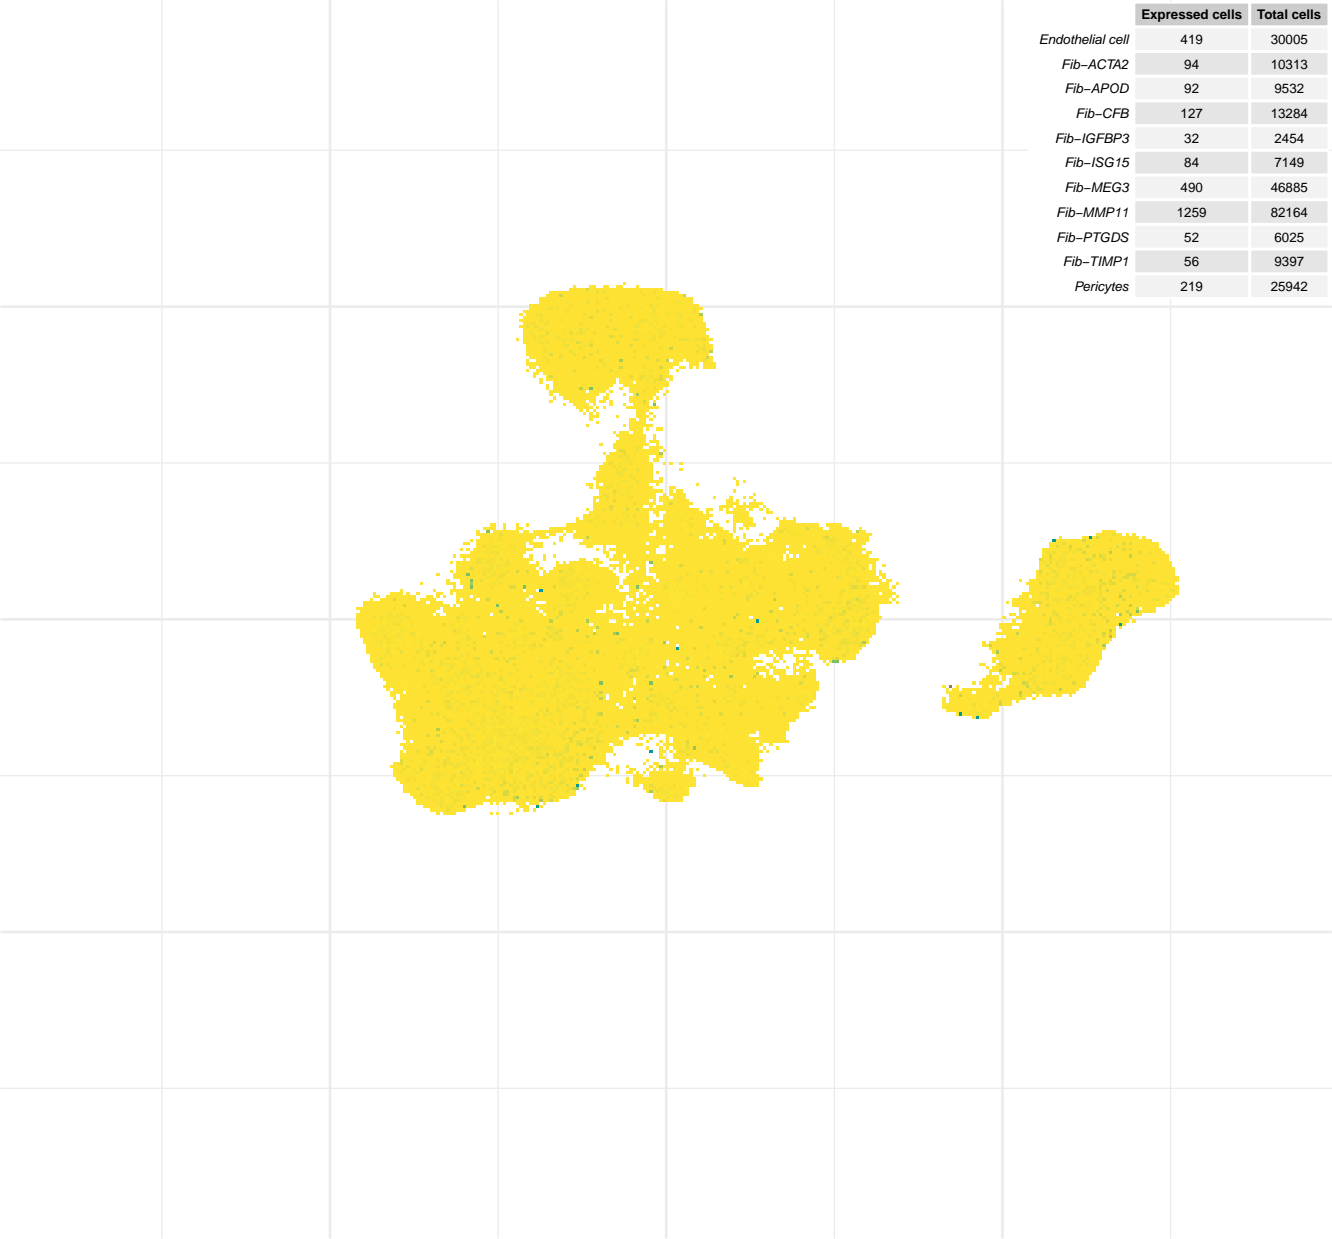 Expressed cells Total cells
Endothelial cell 419 30005
Fib−ACTA2 94 10313
Fib−APOD 92 9532
Fib−CFB 127 13284
Fib−IGFBP3 32 2454
Fib−ISG15 84 7149
Fib−MEG3 490 46885
Fib−MMP11 1259 82164
Fib−PTGDS 52 6025
Fib−TIMP1 56 9397
Pericytes 219 25942